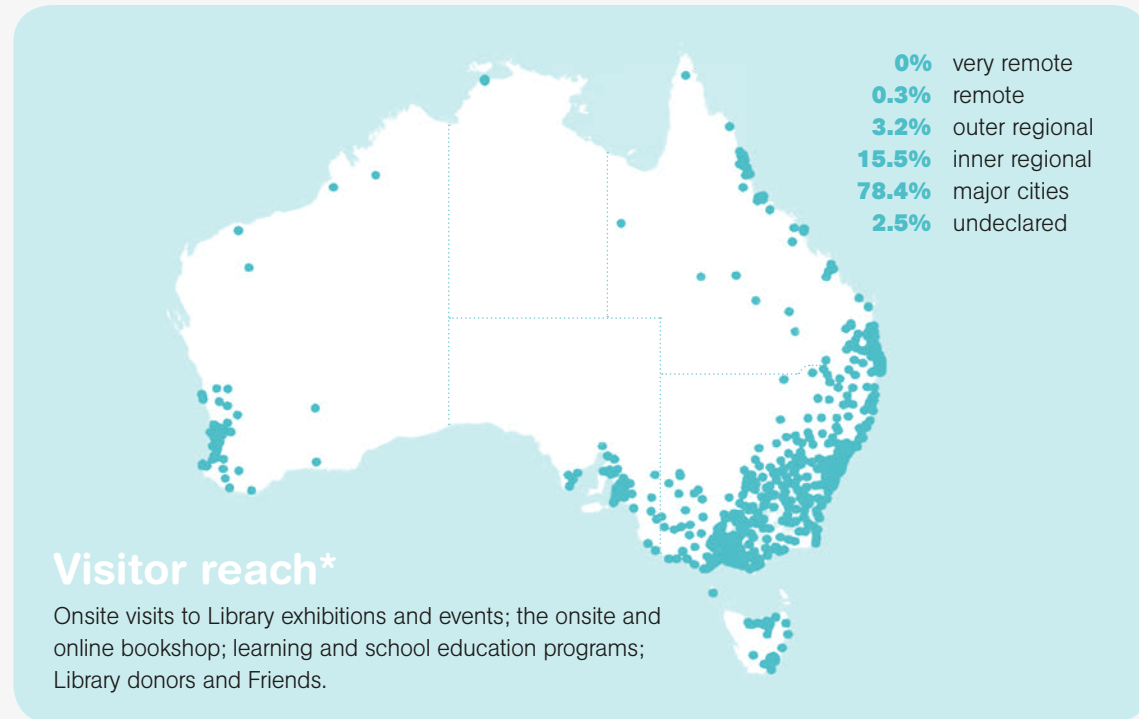 0% very remote
0.3% remote
3.2% outer regional
15.5% inner regional
78.4% major cities
2.5% undeclared
Visitor reach*
Onsite visits to Library exhibitions and events; the onsite and
online bookshop; learning and school education programs;
Library donors and Friends.